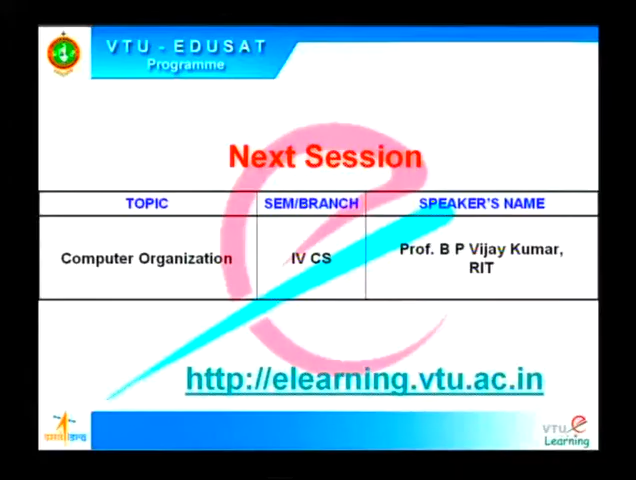 VTU - EDUSAT
Programme
Next Session
TOPIC SEM/BRANCH SPEAKER'S NAME
Computer Organization IV CS Prof. B P Vijay Kumar,
RIT
http://elearning.vtu.ac.in
VTU e
Learning